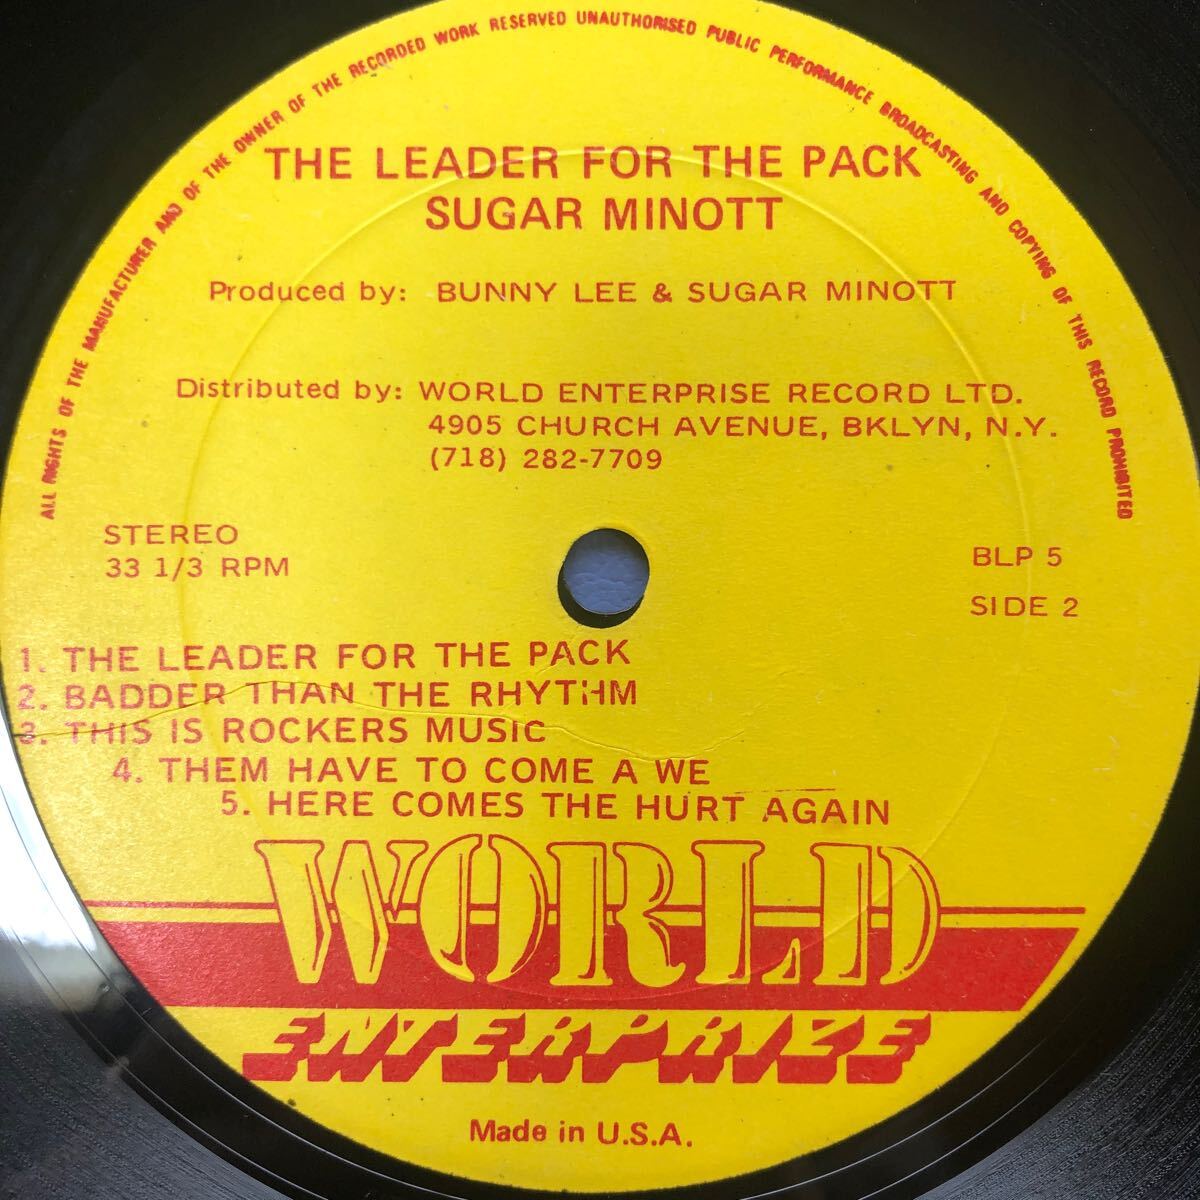 ALL RIGHTS OF THE MANUFACTURER AND OF THE OWNER OF THE RECORDED WORK RESERVED UNAUTHORISED PUBLIC PERFORMANCE BROADCASTING AND COPYING OF THIS RECORD PROHIBITED
THE LEADER FOR THE PACK
SUGAR MINOTT
Produced by: BUNNY LEE & SUGAR MINOTT
Distributed by: WORLD ENTERPRISE RECORD LTD.
4905 CHURCH AVENUE, BKLYN, N.Y.
(718) 282-7709
STEREO
33 1/3 RPM
BLP 5
SIDE 2
1. THE LEADER FOR THE PACK
2. BADDER THAN THE RHYTHM
3. THIS IS ROCKERS MUSIC
4. THEM HAVE TO COME A WE
5. HERE COMES THE HURT AGAIN
WORLD
ENTERPRIZE
Made in U.S.A.